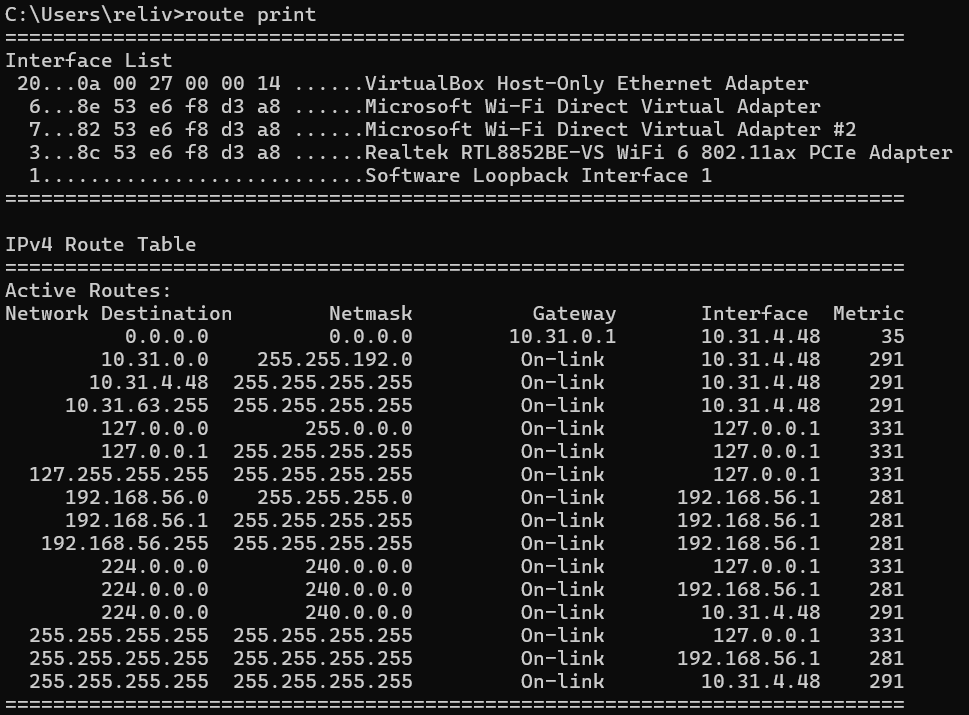 C:\Users\reliv>route print
===========================================================================
Interface List
 20...0a 00 27 00 00 14 ......VirtualBox Host-Only Ethernet Adapter
  6...8e 53 e6 f8 d3 a8 ......Microsoft Wi-Fi Direct Virtual Adapter
  7...82 53 e6 f8 d3 a8 ......Microsoft Wi-Fi Direct Virtual Adapter #2
  3...8c 53 e6 f8 d3 a8 ......Realtek RTL8852BE-VS WiFi 6 802.11ax PCIe Adapter
  1...........................Software Loopback Interface 1
===========================================================================

IPv4 Route Table
===========================================================================
Active Routes:
Network Destination        Netmask          Gateway       Interface  Metric
          0.0.0.0          0.0.0.0        10.31.0.1       10.31.4.48     35
        10.31.0.0    255.255.192.0         On-link        10.31.4.48    291
       10.31.4.48  255.255.255.255         On-link        10.31.4.48    291
     10.31.63.255  255.255.255.255         On-link        10.31.4.48    291
        127.0.0.0        255.0.0.0         On-link         127.0.0.1    331
        127.0.0.1  255.255.255.255         On-link         127.0.0.1    331
  127.255.255.255  255.255.255.255         On-link         127.0.0.1    331
     192.168.56.0    255.255.255.0         On-link      192.168.56.1    281
     192.168.56.1  255.255.255.255         On-link      192.168.56.1    281
   192.168.56.255  255.255.255.255         On-link      192.168.56.1    281
        224.0.0.0        240.0.0.0         On-link         127.0.0.1    331
        224.0.0.0        240.0.0.0         On-link      192.168.56.1    281
        224.0.0.0        240.0.0.0         On-link        10.31.4.48    291
  255.255.255.255  255.255.255.255         On-link         127.0.0.1    331
  255.255.255.255  255.255.255.255         On-link      192.168.56.1    281
  255.255.255.255  255.255.255.255         On-link        10.31.4.48    291
===========================================================================